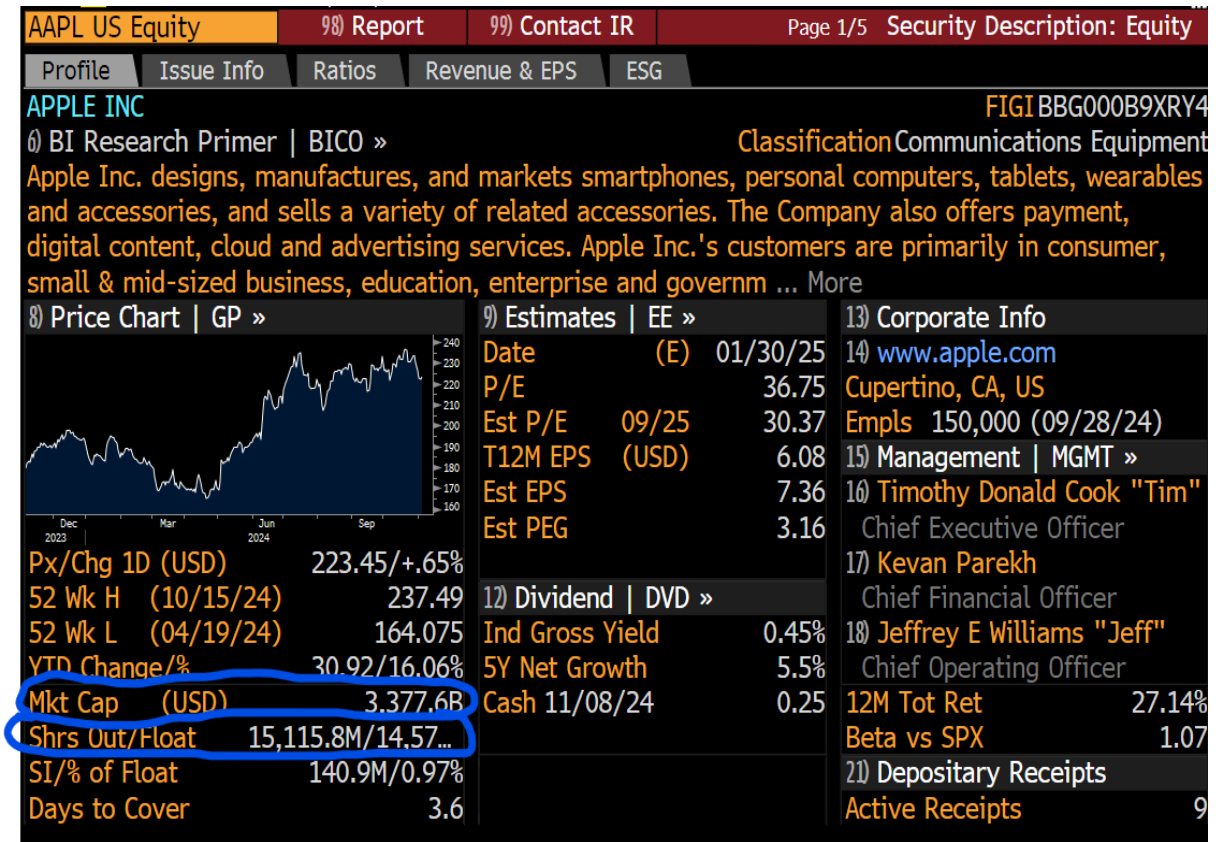 AAPL US Equity 98) Report 99) Contact IR Page 1/5 Security Description: Equity
Profile Issue Info Ratios Revenue & EPS ESG
APPLE INC FIGI BBG000B9XRY4
6) BI Research Primer | BICO » Classification Communications Equipment
Apple Inc. designs, manufactures, and markets smartphones, personal computers, tablets, wearables
and accessories, and sells a variety of related accessories. The Company also offers payment,
digital content, cloud and advertising services. Apple Inc.'s customers are primarily in consumer,
small & mid-sized business, education, enterprise and governm ... More
8) Price Chart | GP »
240
230
220
210
200
190
180
170
160
Dec Mar Jun Sep
2023 2024
Px/Chg 1D (USD) 223.45/+.65%
52 Wk H (10/15/24) 237.49
52 Wk L (04/19/24) 164.075
YTD Change/% 30.92/16.06%
Mkt Cap (USD) 3,377.6B
Shrs Out/Float 15,115.8M/14,57...
SI/% of Float 140.9M/0.97%
Days to Cover 3.6
9) Estimates | EE »
Date (E) 01/30/25
P/E 36.75
Est P/E 09/25 30.37
T12M EPS (USD) 6.08
Est EPS 7.36
Est PEG 3.16
12) Dividend | DVD »
Ind Gross Yield 0.45%
5Y Net Growth 5.5%
Cash 11/08/24 0.25
13) Corporate Info
14) www.apple.com
Cupertino, CA, US
Empls 150,000 (09/28/24)
15) Management | MGMT »
16) Timothy Donald Cook "Tim"
Chief Executive Officer
17) Kevan Parekh
Chief Financial Officer
18) Jeffrey E Williams "Jeff"
Chief Operating Officer
12M Tot Ret 27.14%
Beta vs SPX 1.07
21) Depositary Receipts
Active Receipts 9